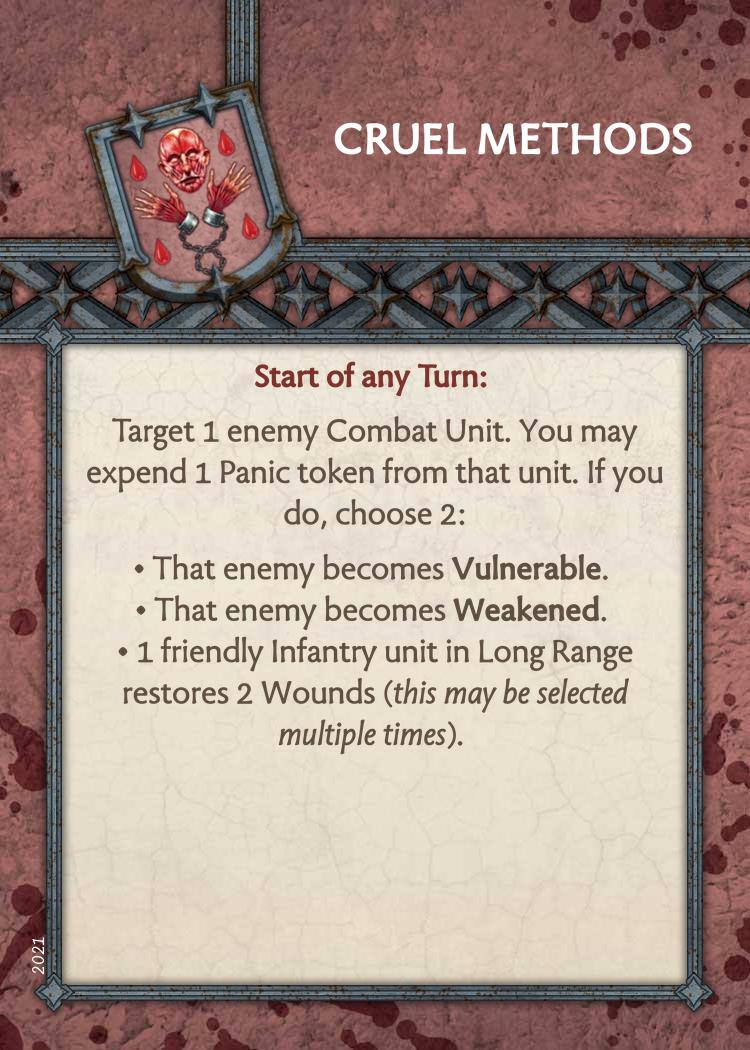 CRUEL METHODS
Start of any Turn:
Target 1 enemy Combat Unit. You may
expend 1 Panic token from that unit. If you
do, choose 2:
• That enemy becomes Vulnerable.
• That enemy becomes Weakened.
• 1 friendly Infantry unit in Long Range
restores 2 Wounds (this may be selected
multiple times).
2021